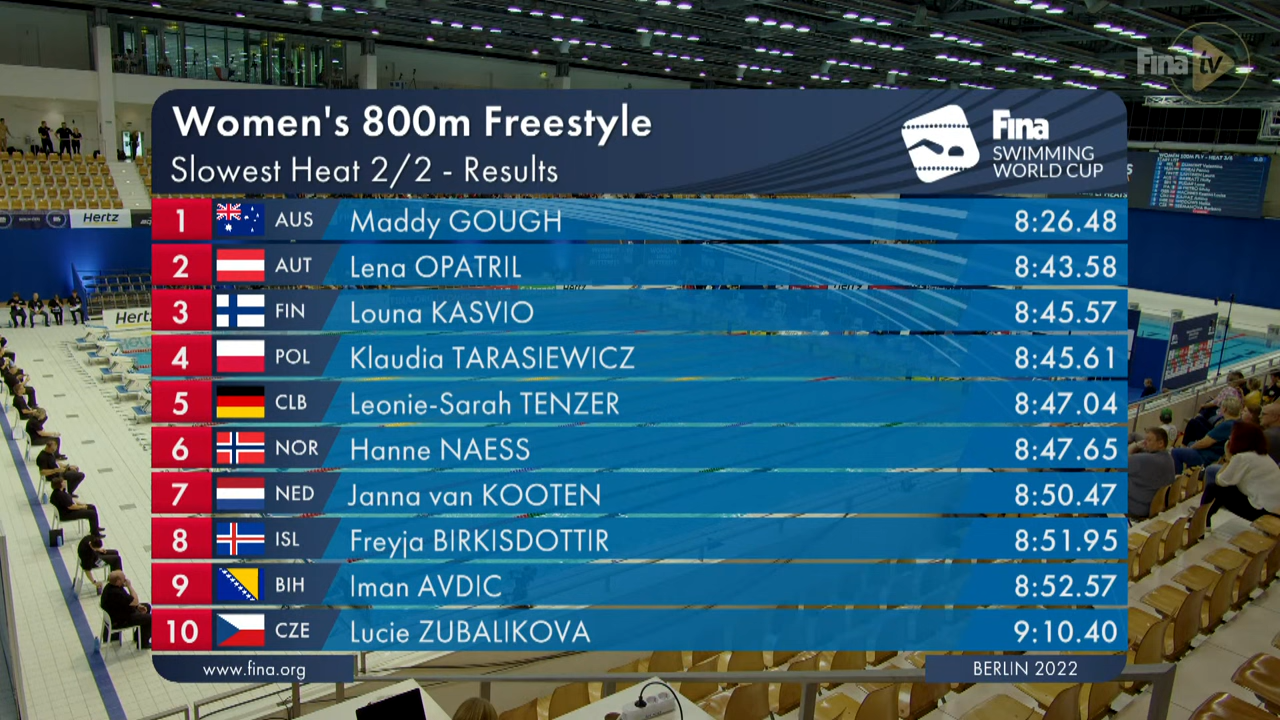 Fina tv
Women's 800m Freestyle
Slowest Heat 2/2 - Results
Fina
SWIMMING
WORLD CUP
1 AUS Maddy GOUGH 8:26.48
2 AUT Lena OPATRIL 8:43.58
3 FIN Louna KASVIO 8:45.57
4 POL Klaudia TARASIEWICZ 8:45.61
5 CLB Leonie-Sarah TENZER 8:47.04
6 NOR Hanne NAESS 8:47.65
7 NED Janna van KOOTEN 8:50.47
8 ISL Freyja BIRKISDOTTIR 8:51.95
9 BIH Iman AVDIC 8:52.57
10 CZE Lucie ZUBALIKOVA 9:10.40
www.fina.org
BERLIN 2022
Hertz